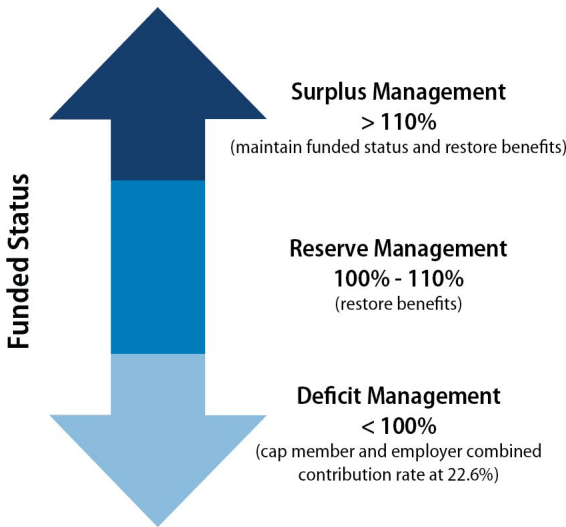 Funded Status
Surplus Management
> 110%
(maintain funded status and restore benefits)
Reserve Management
100% - 110%
(restore benefits)
Deficit Management
< 100%
(cap member and employer combined
contribution rate at 22.6%)